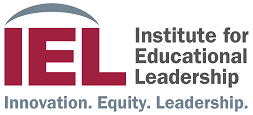 IEL
Institute for
Educational
Leadership
Innovation. Equity. Leadership.